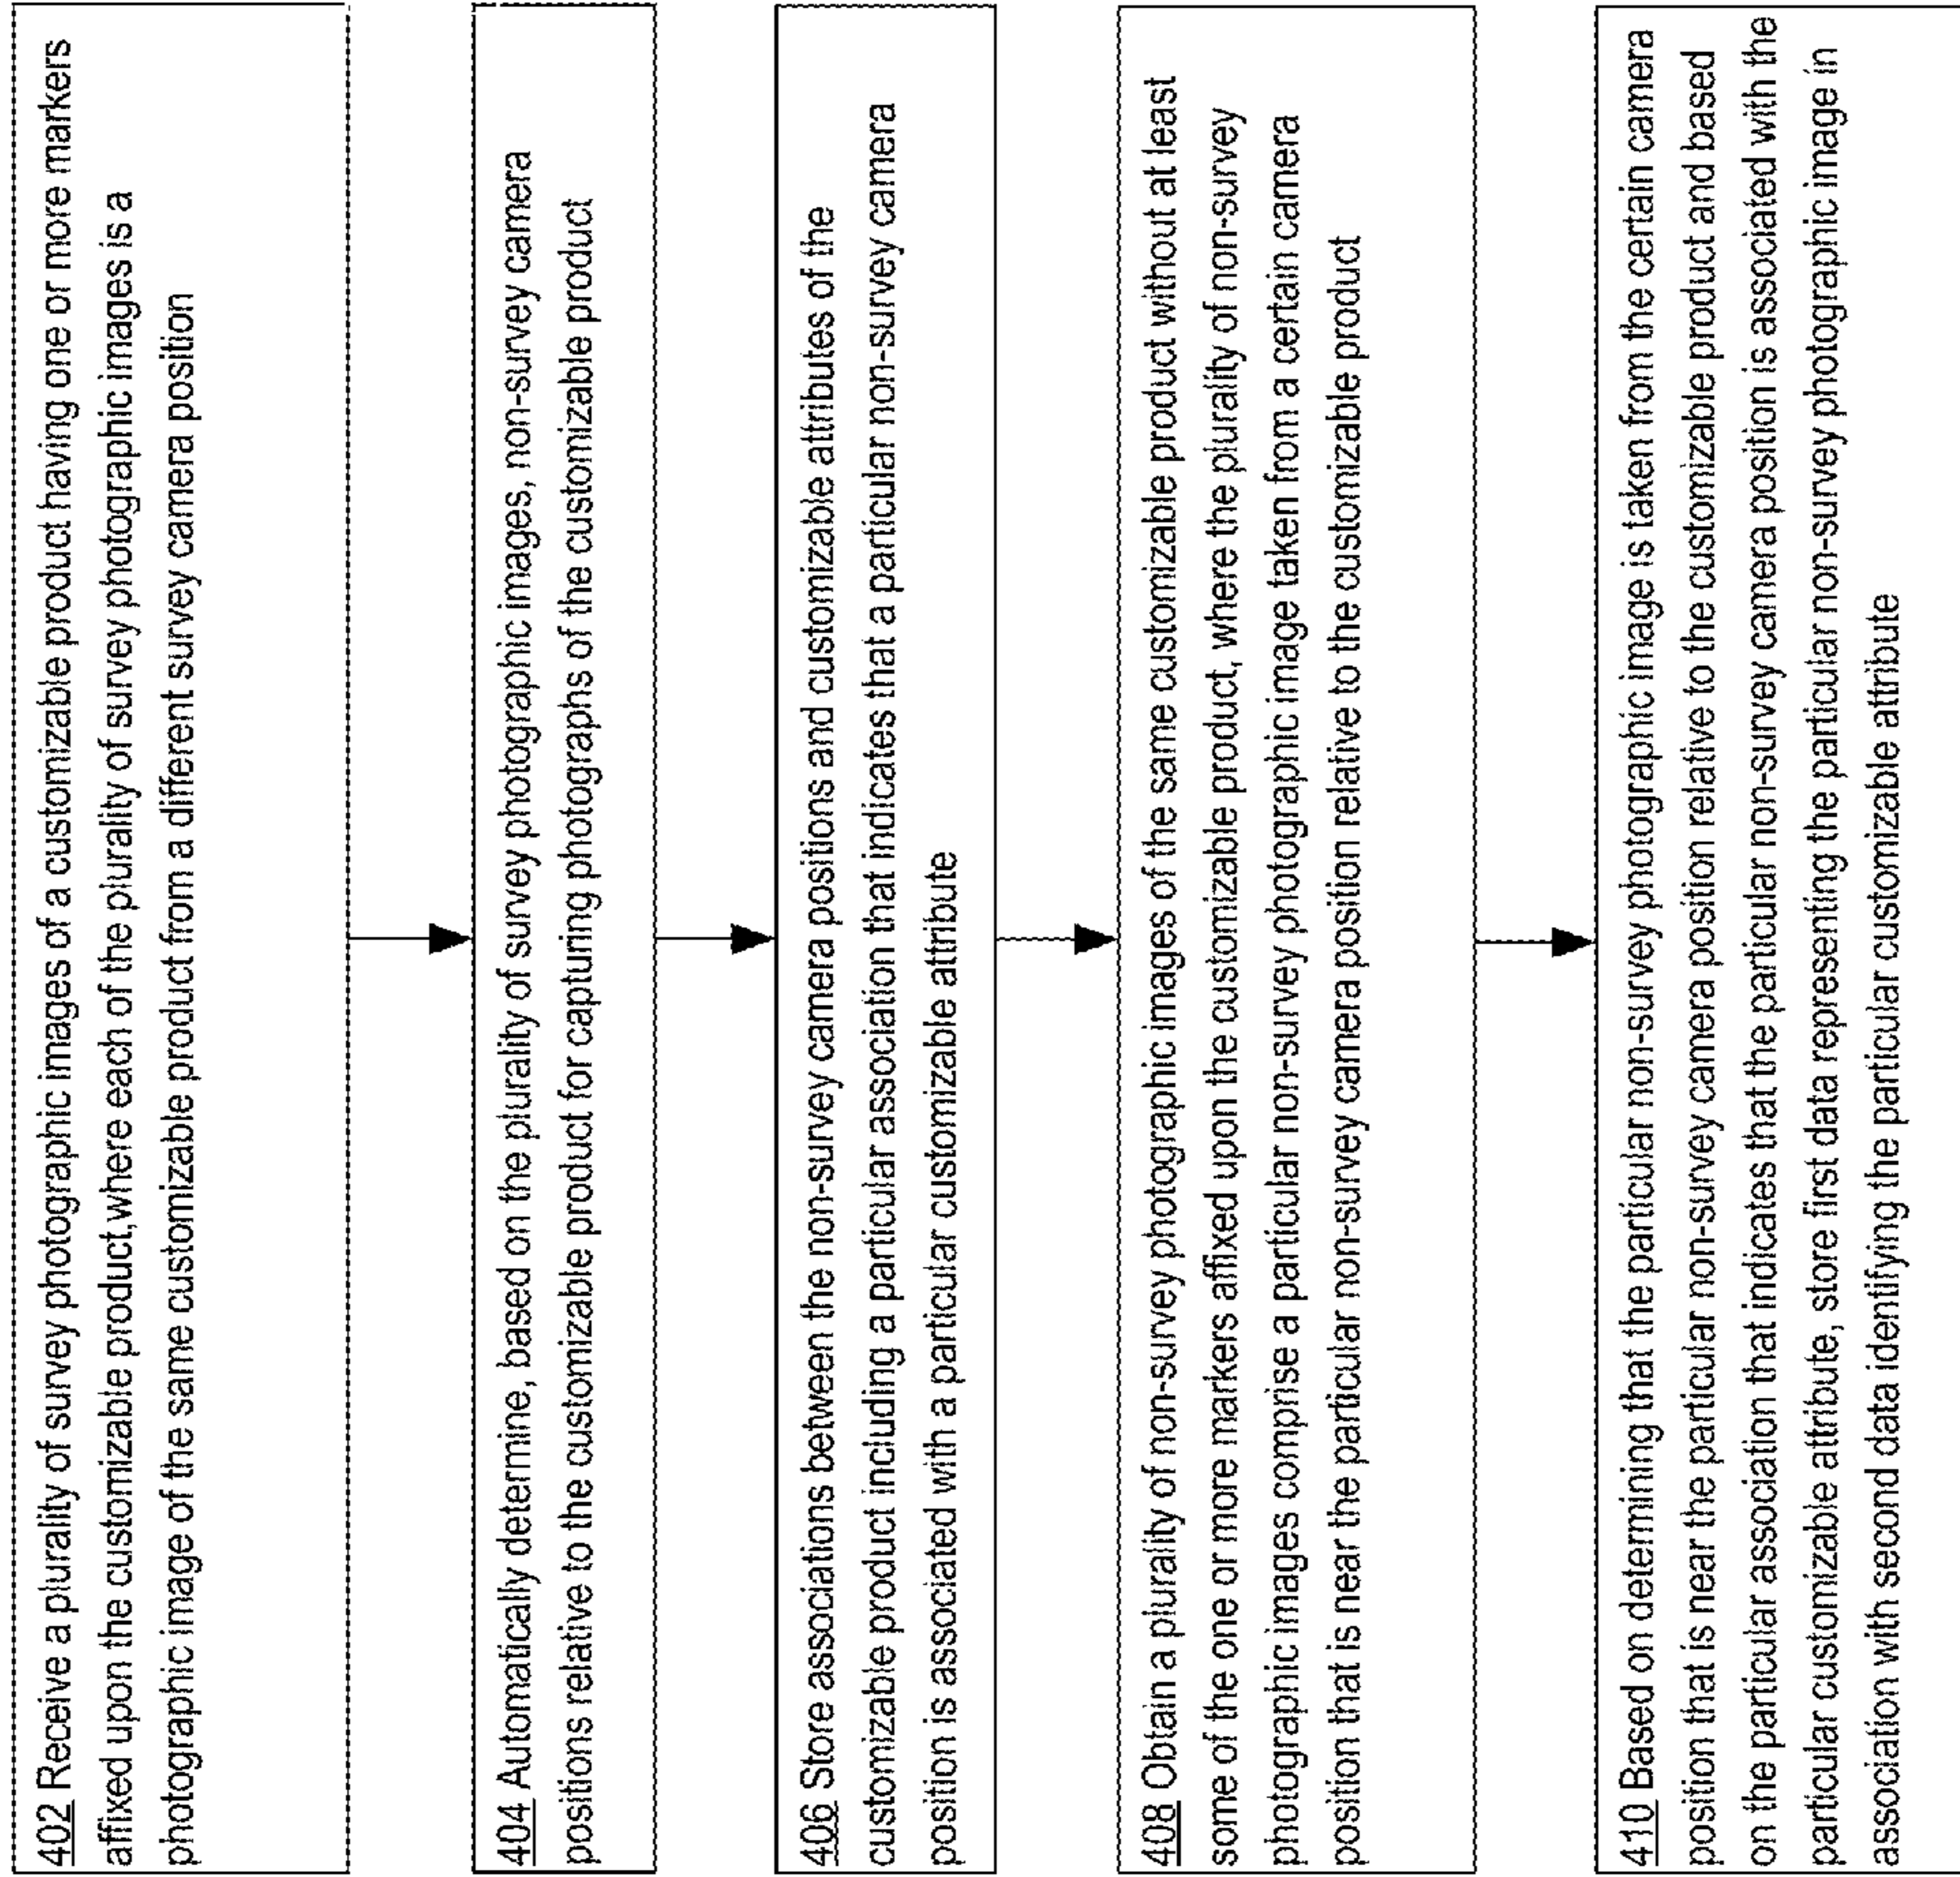 402 Receive a plurality of survey photographic images of a customizable product having one or more markers
affixed upon the customizable product,where each of the plurality of survey photographic images is a
photographic image of the same customizable product from a different survey camera position
404 Automatically determine, based on the plurality of survey photographic images, non-survey camera
positions relative to the customizable product for capturing photographs of the customizable product
406 Store associations between the non-survey camera positions and customizable attributes of the
customizable product including a particular association that indicates that a particular non-survey camera
position is associated with a particular customizable attribute
408 Obtain a plurality of non-survey photographic images of the same customizable product without at least
some of the one or more markers affixed upon the customizable product, where the plurality of non-survey
photographic images comprise a particular non-survey photographic image taken from a certain camera
position that is near the particular non-survey camera position relative to the customizable product
410 Based on determining that the particular non-survey photographic image is taken from the certain camera
position that is near the particular non-survey camera position relative to the customizable product and based
on the particular association that indicates that the particular non-survey camera position is associated with the
particular customizable attribute, store first data representing the particular non-survey photographic image in
association with second data identifying the particular customizable attribute